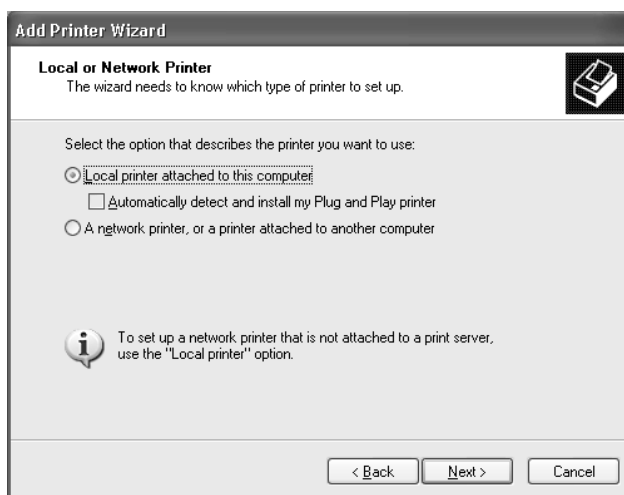 Add Printer Wizard
Local or Network Printer
The wizard needs to know which type of printer to set up.
Select the option that describes the printer you want to use:
Local printer attached to this computer
Automatically detect and install my Plug and Play printer
A network printer, or a printer attached to another computer
To set up a network printer that is not attached to a print server,
use the "Local printer" option.
< Back Next > Cancel